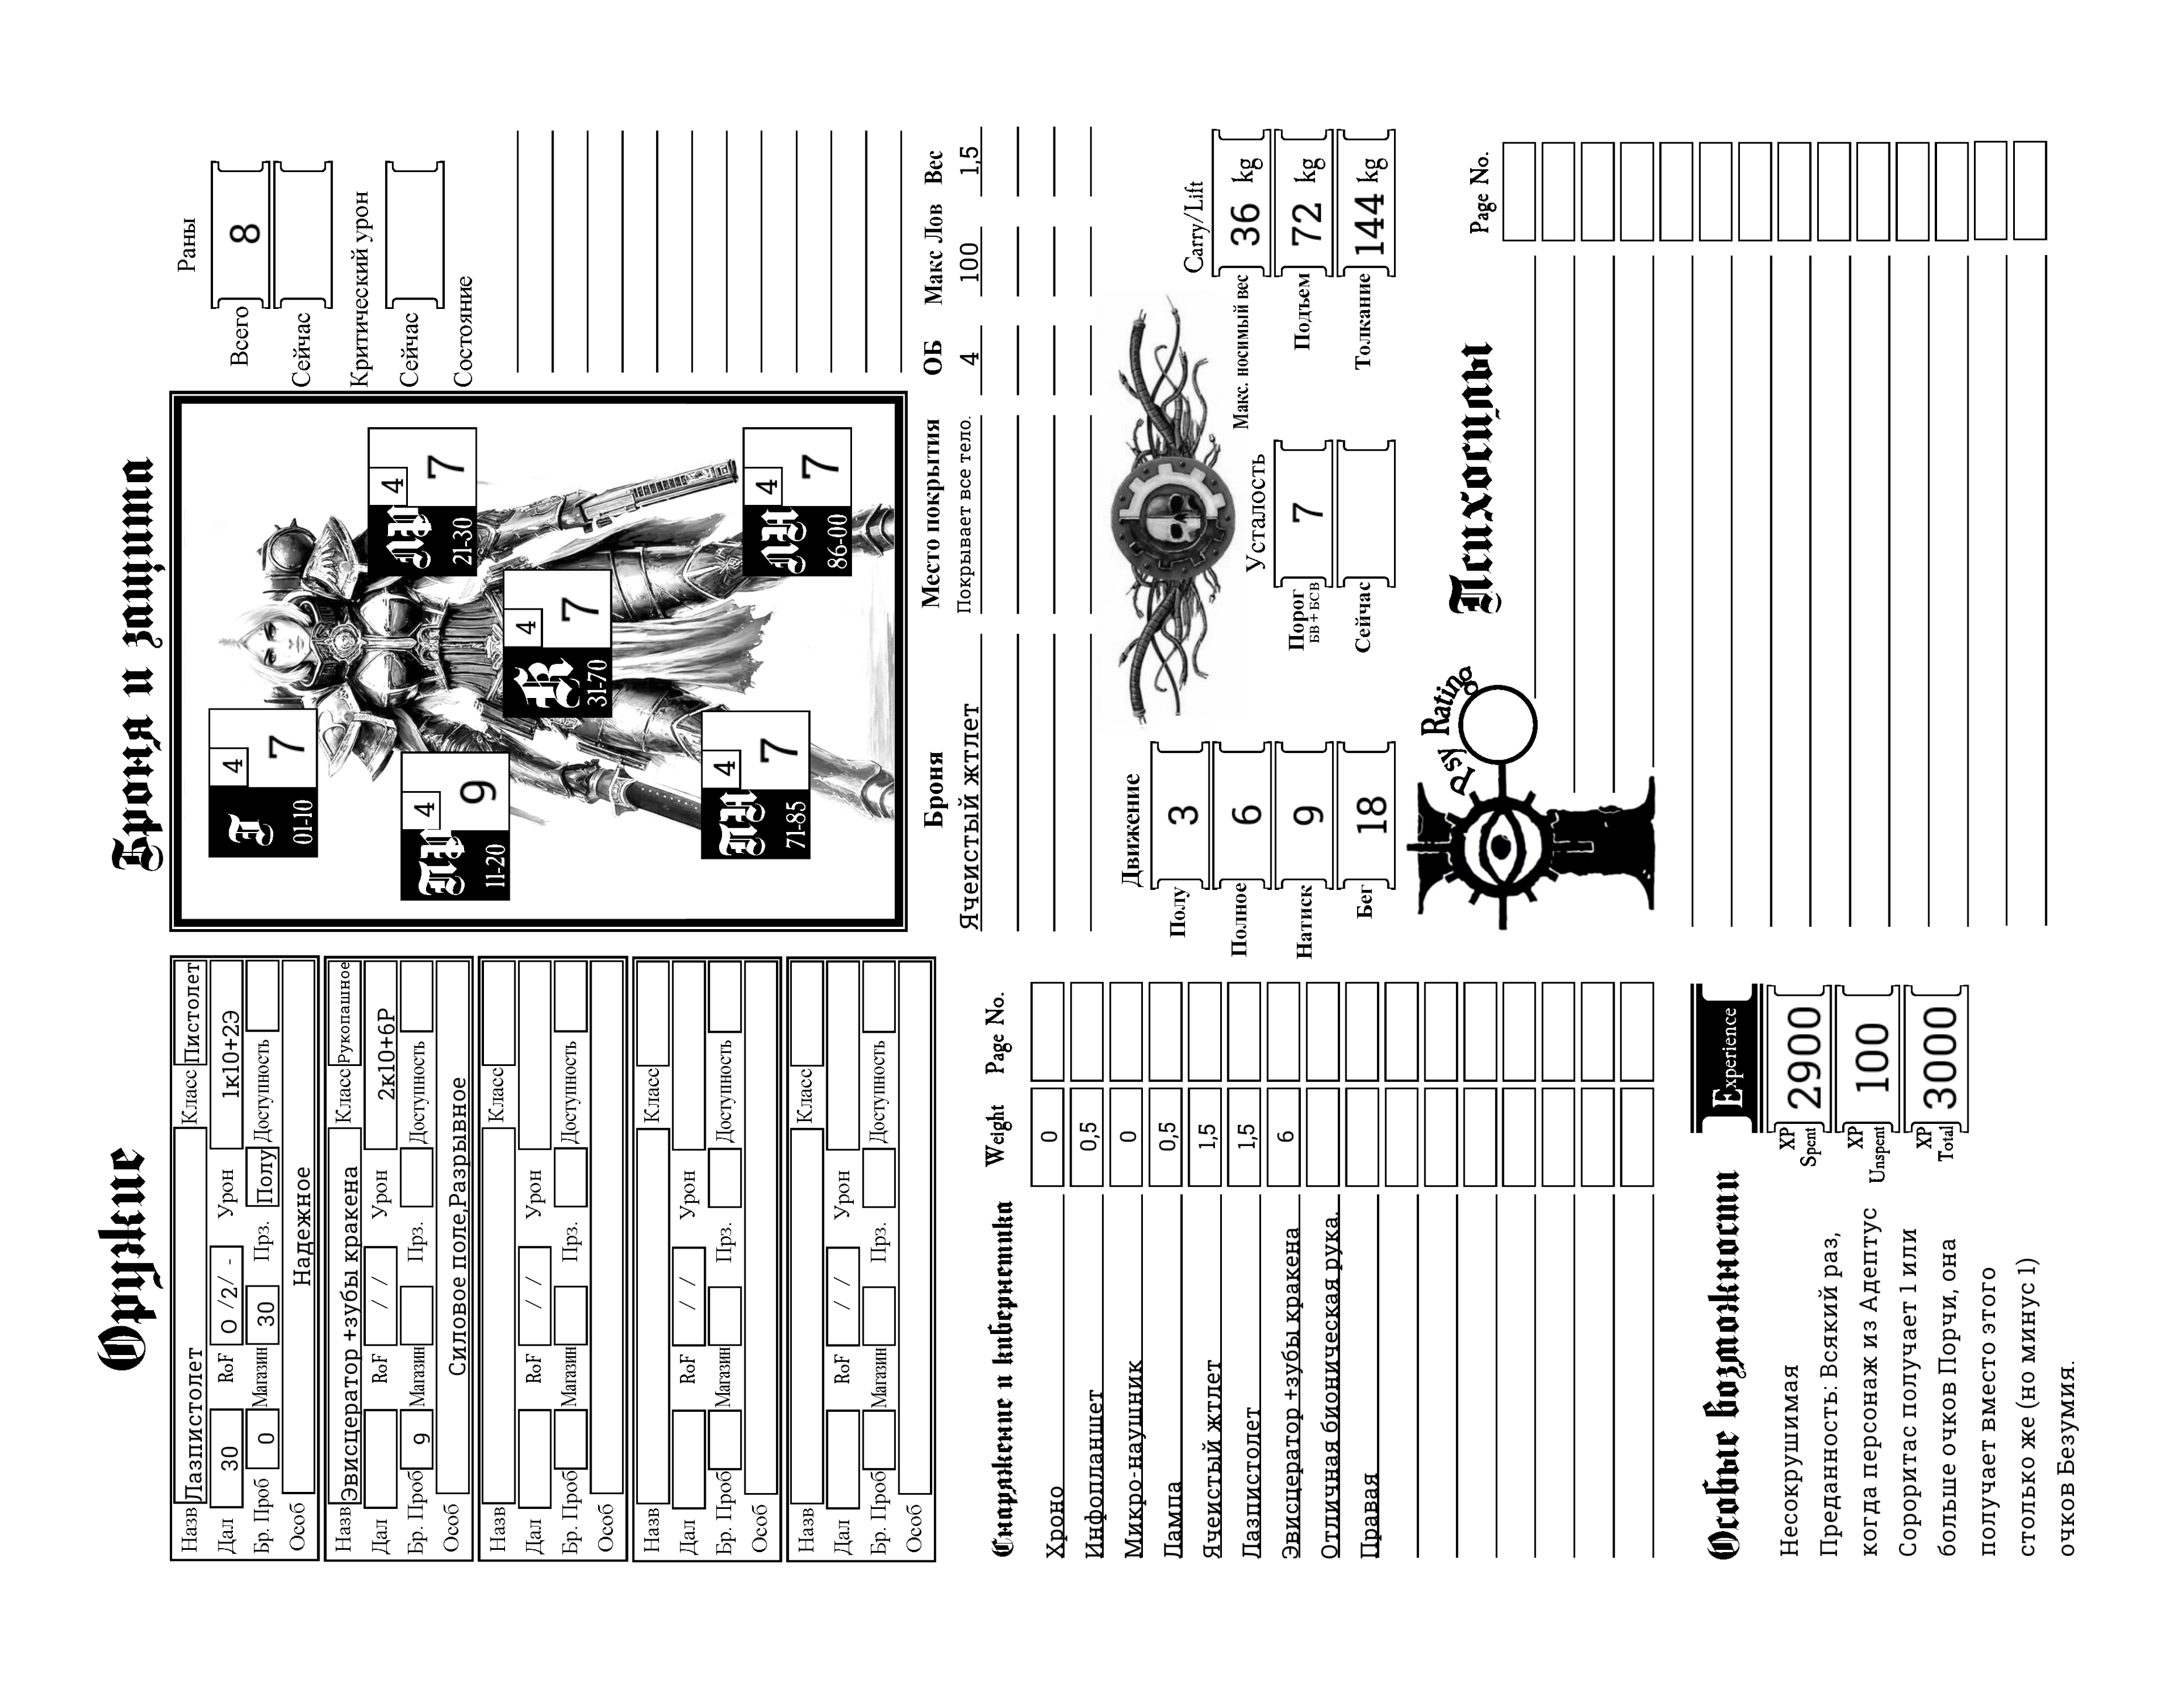 Оружие
Назв Лазпистолет Класс Пистолет
Дал 30 RoF О /2/ - Урон 1к10+2Э
Бр. Проб 0 Магазин 30 Прз. Полу Доступность
Особ Надежное
Назв Эвисцератор +зубы кракена Класс Рукопашное
Дал RoF / / Урон 2к10+6Р
Бр. Проб 9 Магазин Прз. Доступность
Особ Силовое поле,Разрывное
Назв Класс
Дал RoF / / Урон
Бр. Проб Магазин Прз. Доступность
Особ
Назв Класс
Дал RoF / / Урон
Бр. Проб Магазин Прз. Доступность
Особ
Назв Класс
Дал RoF / / Урон
Бр. Проб Магазин Прз. Доступность
Особ
Снаряжение и кибернетика Weight Page No.
Хроно 0
Инфопланшет 0,5
Микро-наушник 0
Лампа 0,5
Ячеистый жтлет 1,5
Лазпистолет 1,5
Эвисцератор +зубы кракена 6
Отличная бионическая рука.
Правая
Особые возможности
Несокрушимая
Преданность: Всякий раз,
когда персонаж из Адептус
Сороритас получает 1 или
больше очков Порчи, она
получает вместо этого
столько же (но минус 1)
очков Безумия.
Experience
XP Spent 2900
XP Unspent 100
XP Total 3000
Броня и защита
Г 4
01-10 7
4
11-20 9
4
21-30 7
4
31-70 7
4
71-85 7
4
86-00 7
Раны
Всего 8
Сейчас
Критический урон
Сейчас
Состояние
Броня Место покрытия ОБ Макс Лов Вес
Ячеистый жтлет Покрывает все тело. 4 100 1,5
Движение
Полу 3
Полное 6
Натиск 9
Бег 18
Усталость
Порог 7
БВ + БСВ
Сейчас
Carry/Lift
Макс. носимый вес 36 kg
Подъем 72 kg
Толкание 144 kg
Psy Rating
Психосилы Page No.